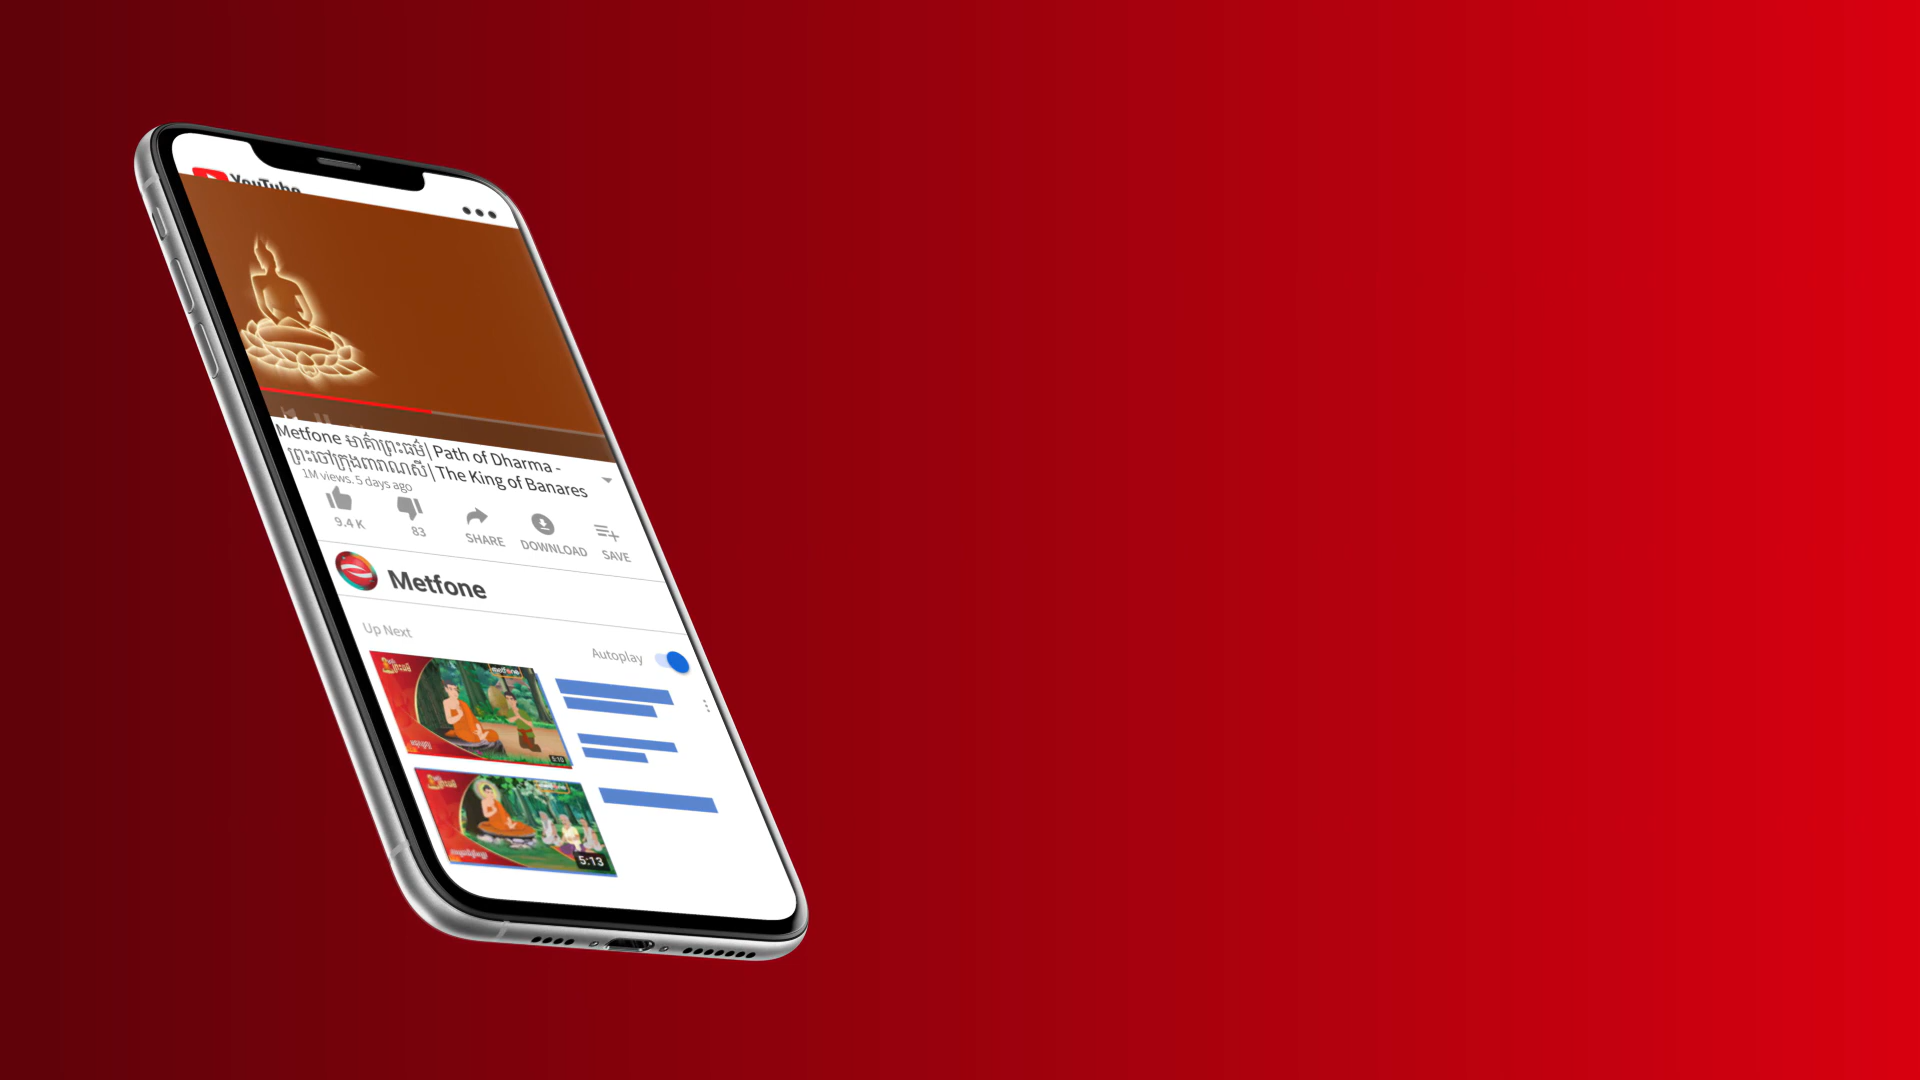 YouTube
Metfone មាគ៌ាព្រះធម៌| Path of Dharma -
ព្រះចៅក្រុងពារាណសី| The King of Banares
1M views. 5 days ago
9.4 K
83
SHARE
DOWNLOAD
SAVE
Metfone
Up Next
Autoplay
metfone
5:13